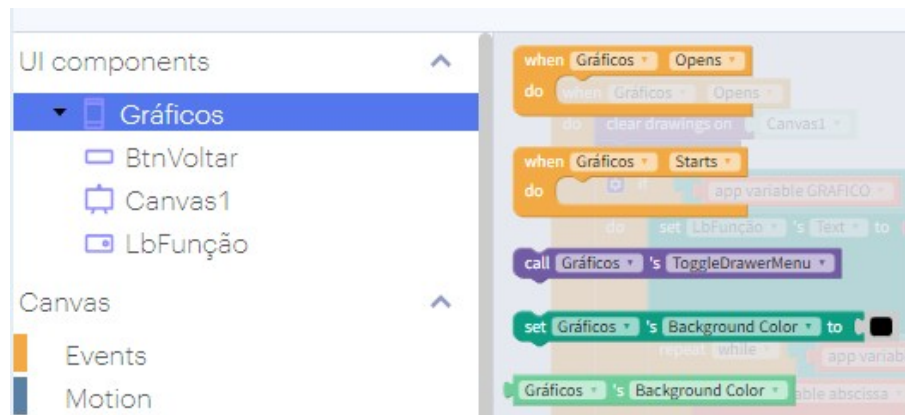 UI components
Gráficos
BtnVoltar
Canvas1
LbFunção
Canvas
Events
Motion
when Gráficos Opens
do
when Gráficos Opens
do clear drawings on Canvas1
when Gráficos Starts
do
if app variable GRAFICO
do set LbFunção 's Text to
call Gráficos 's ToggleDrawerMenu
set Gráficos 's Background Color to
repeat while app variab
Gráficos 's Background Color
ble abscissa